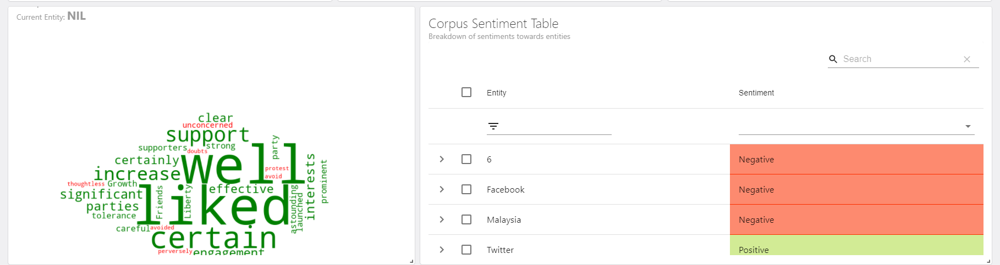 Current Entity: NIL
clear
unconcerned
support
supporters
strong
doubts
party
certainly
well
protest
avoid
increase
interests
prominent
thoughtless
Growth
significant
Friends
liked
Liberty
effective
astounding
launched
parties
tolerance
careful
avoided
certain
perversely
engagement
Corpus Sentiment Table
Breakdown of sentiments towards entities
Search
Entity Sentiment
6 Negative
Facebook Negative
Malaysia Negative
Twitter Positive